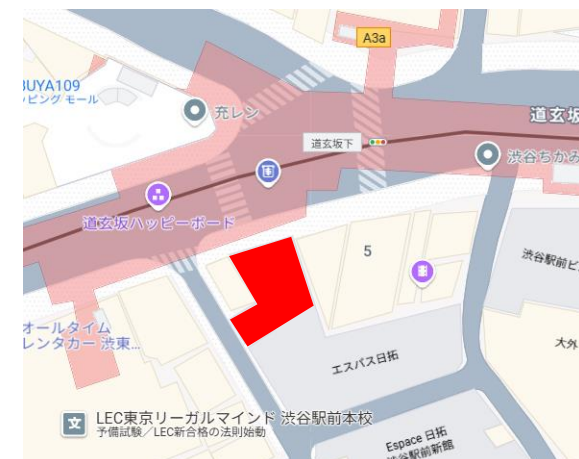 A3a
BUYA109
ッピング モール
充レン
道玄坂
道玄坂下
渋谷ちかみ
道玄坂ハッピーボード
5
渋谷駅前ビ
オールタイム
レンタカー 渋東...
エスパス日拓
大外
LEC東京リーガルマインド 渋谷駅前本校
予備試験/LEC新合格の法則始動
Espace 日拓
渋谷駅前新館